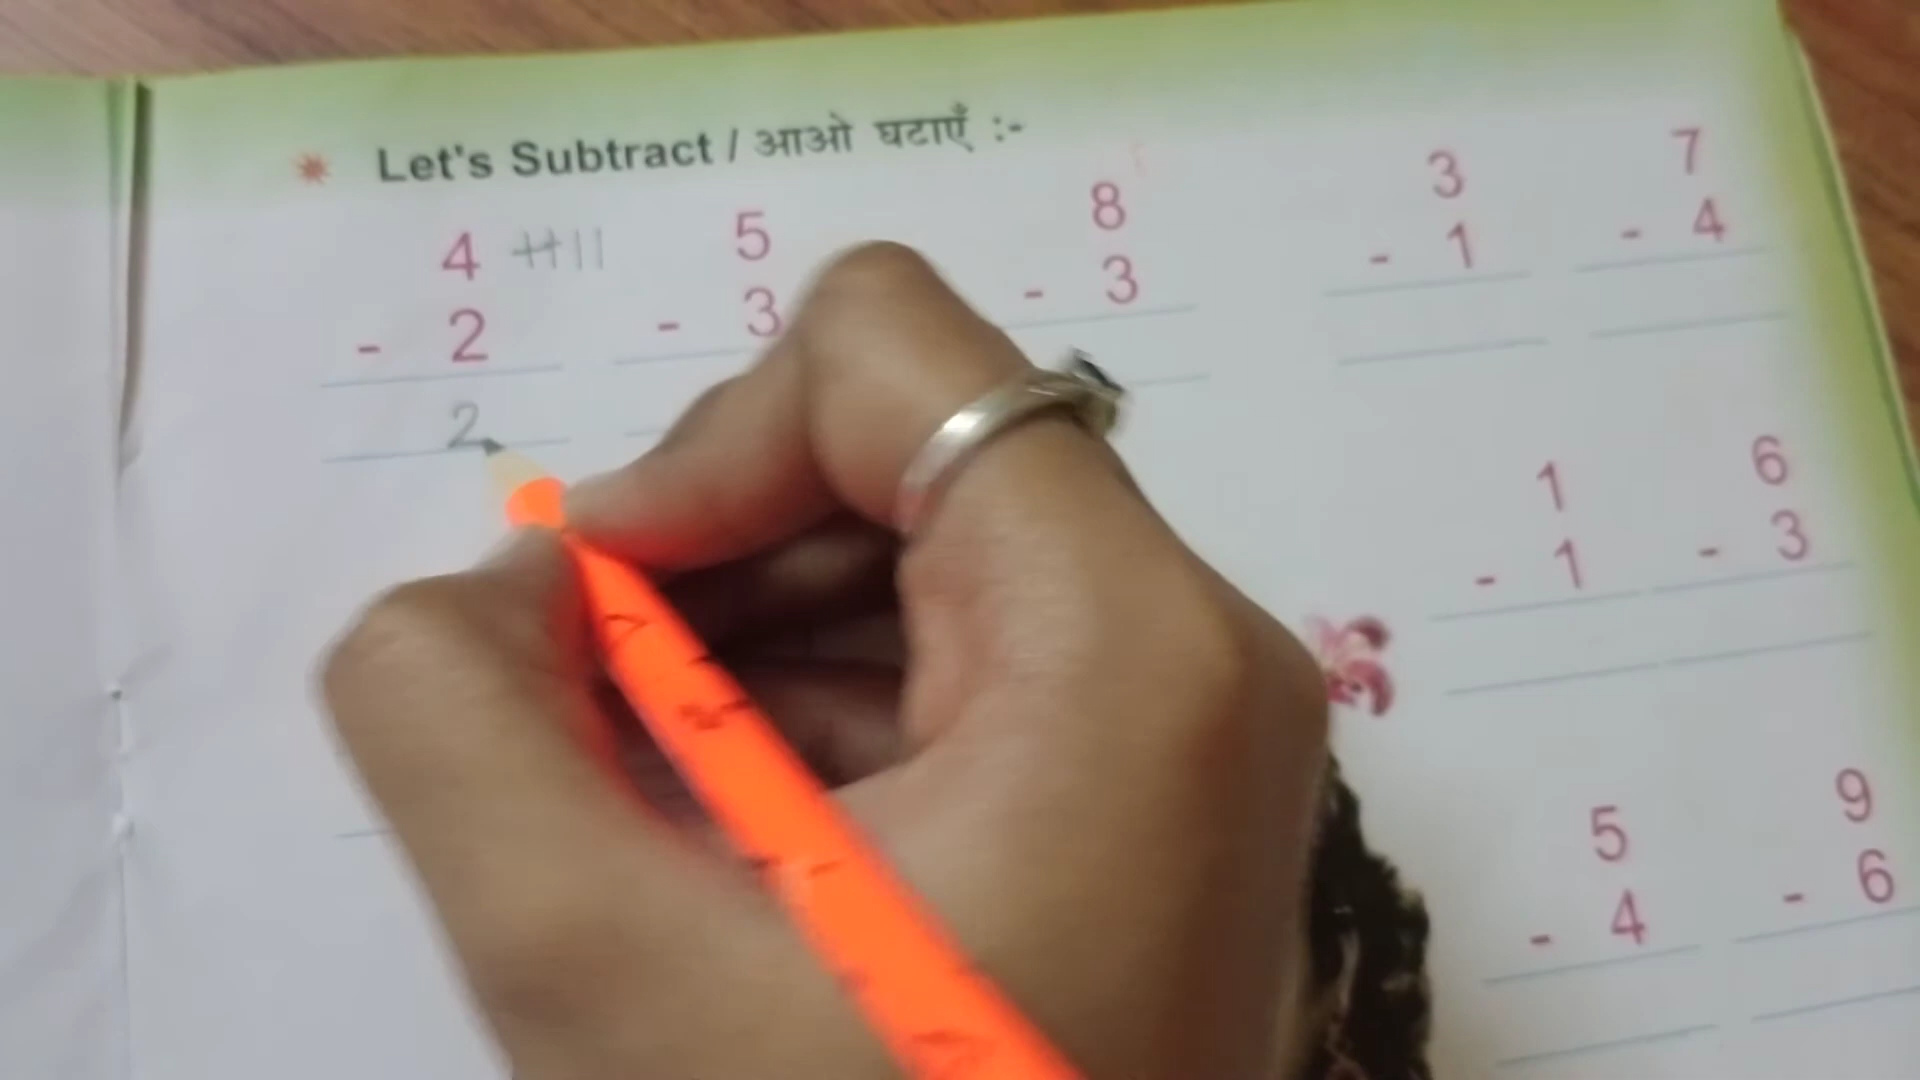 Let's Subtract / आओ घटाएँ :-
4 5 8 3 7
- 2 - 3 - 3 - 1 - 4
2
1 6
- 1 - 3
5 9
- 4 - 6